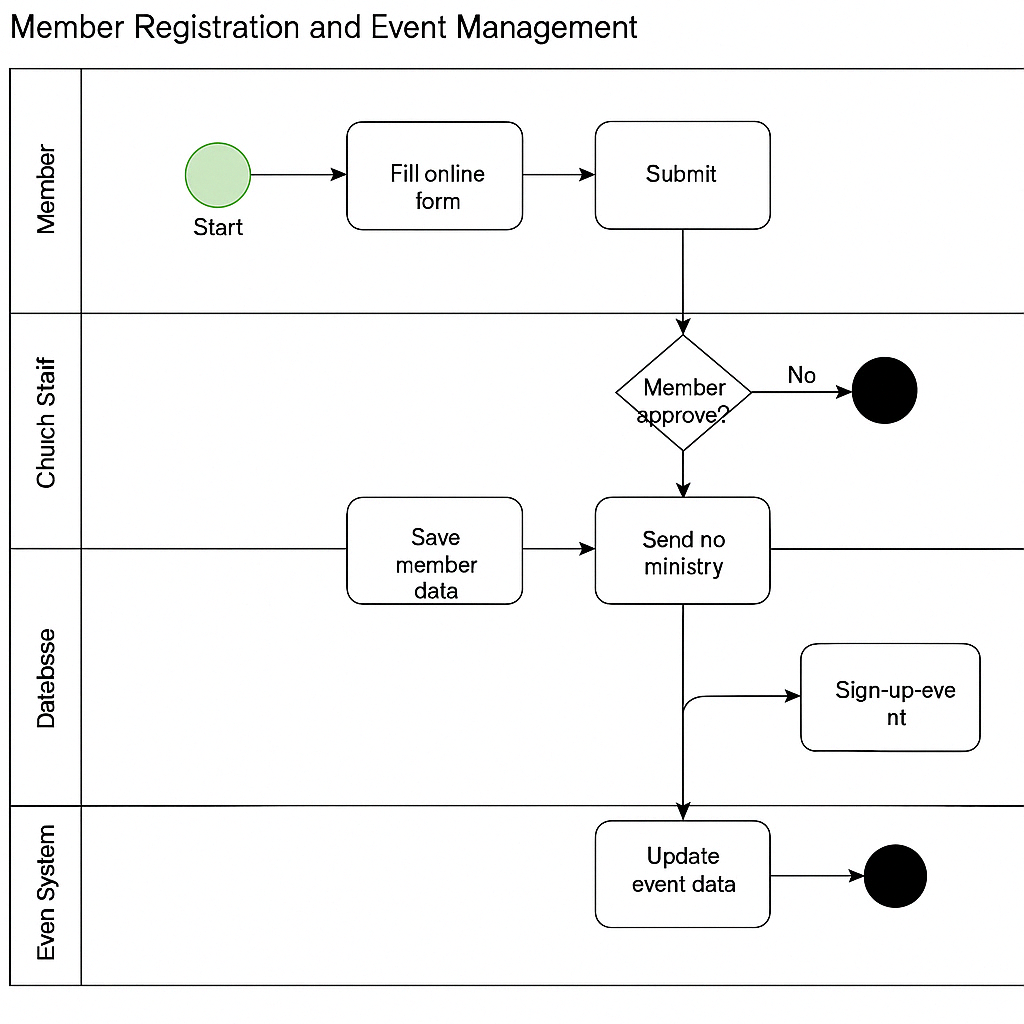 Member Registration and Event Management
Member
Start
Fill online
form
Submit
Chuıch Staif
Member
approve?
No
Save
member
data
Send no
ministry
Datebsse
Sign-up-eve
nt
Even System
Update
event data